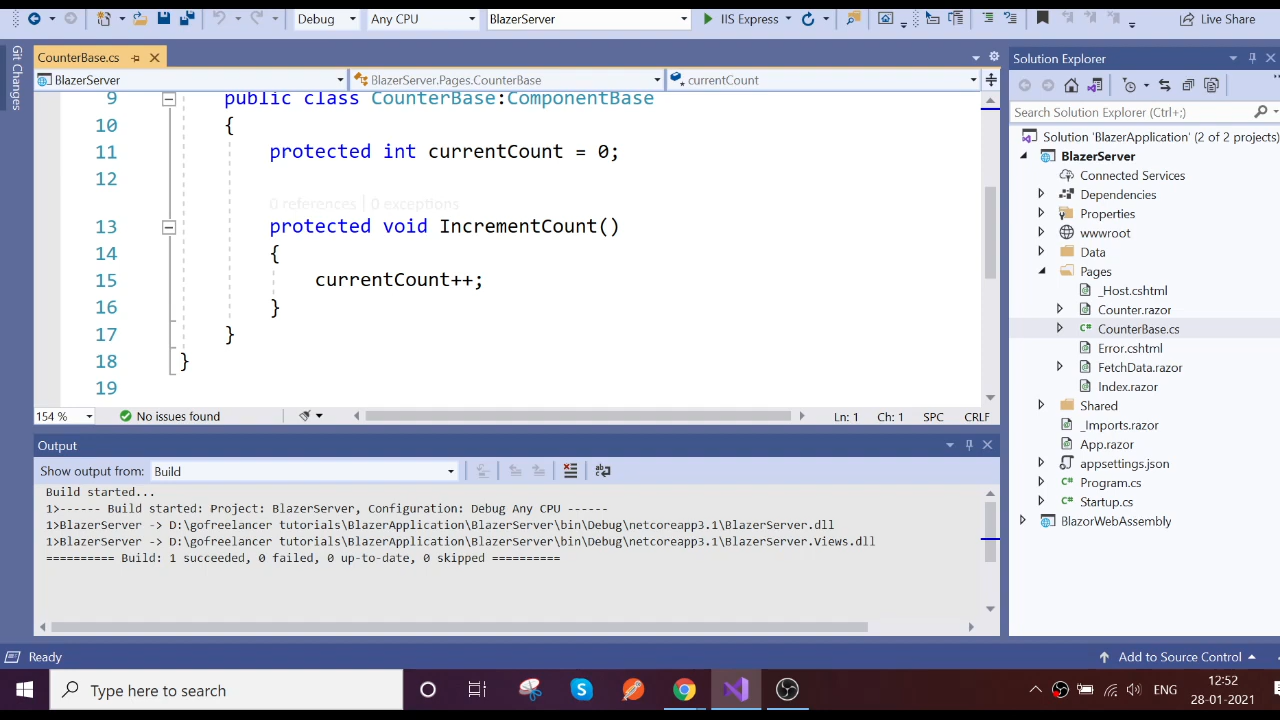 Debug
Any CPU
BlazerServer
IIS Express
Live Share
Git Changes
CounterBase.cs
BlazerServer
BlazerServer.Pages.CounterBase
currentCount
9 public class CounterBase:ComponentBase
10 {
11 protected int currentCount = 0;
12
0 references | 0 exceptions
13 protected void IncrementCount()
14 {
15 currentCount++;
16 }
17 }
18 }
19
154 %
No issues found
Ln: 1 Ch: 1 SPC CRLF
Output
Show output from: Build
Build started...
1>------ Build started: Project: BlazerServer, Configuration: Debug Any CPU ------
1>BlazerServer -> D:\gofreelancer tutorials\BlazerApplication\BlazerServer\bin\Debug\netcoreapp3.1\BlazerServer.dll
1>BlazerServer -> D:\gofreelancer tutorials\BlazerApplication\BlazerServer\bin\Debug\netcoreapp3.1\BlazerServer.Views.dll
========== Build: 1 succeeded, 0 failed, 0 up-to-date, 0 skipped ==========
Solution Explorer
Search Solution Explorer (Ctrl+;)
Solution 'BlazerApplication' (2 of 2 projects)
BlazerServer
Connected Services
Dependencies
Properties
wwwroot
Data
Pages
_Host.cshtml
Counter.razor
C# CounterBase.cs
Error.cshtml
FetchData.razor
Index.razor
Shared
_Imports.razor
App.razor
appsettings.json
C# Program.cs
C# Startup.cs
BlazorWebAssembly
Ready
Add to Source Control
Type here to search
ENG
12:52
28-01-2021